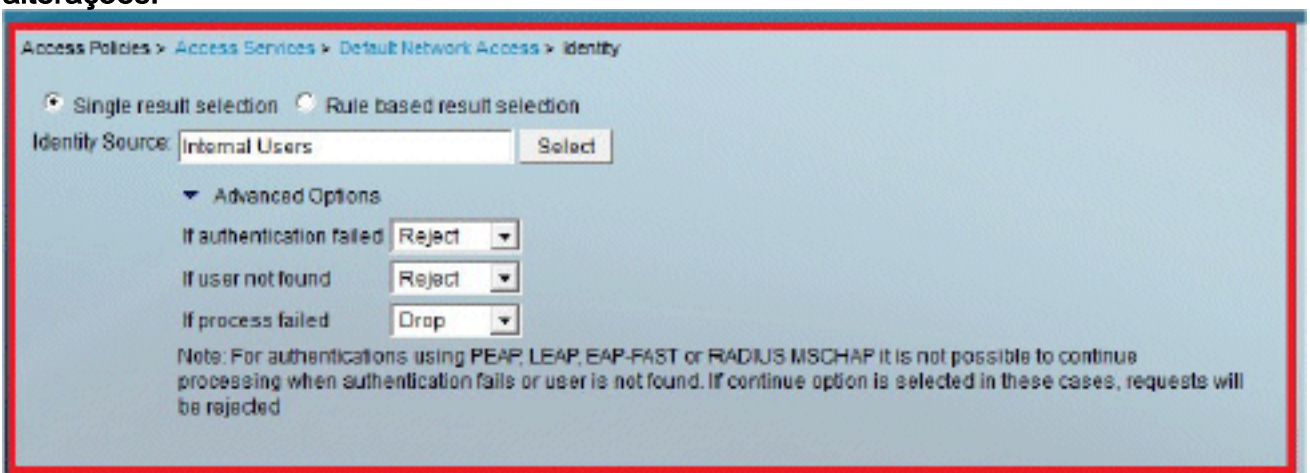 alterações.
Access Policies > Access Services > Default Network Access > Identity
Single result selection Rule based result selection
Identity Source: Internal Users Select
Advanced Options
If authentication failed Reject
If user not found Reject
If process failed Drop
Note: For authentications using PEAP, LEAP, EAP-FAST or RADIUS MSCHAP it is not possible to continue
processing when authentication fails or user is not found. If continue option is selected in these cases, requests will
be rejected